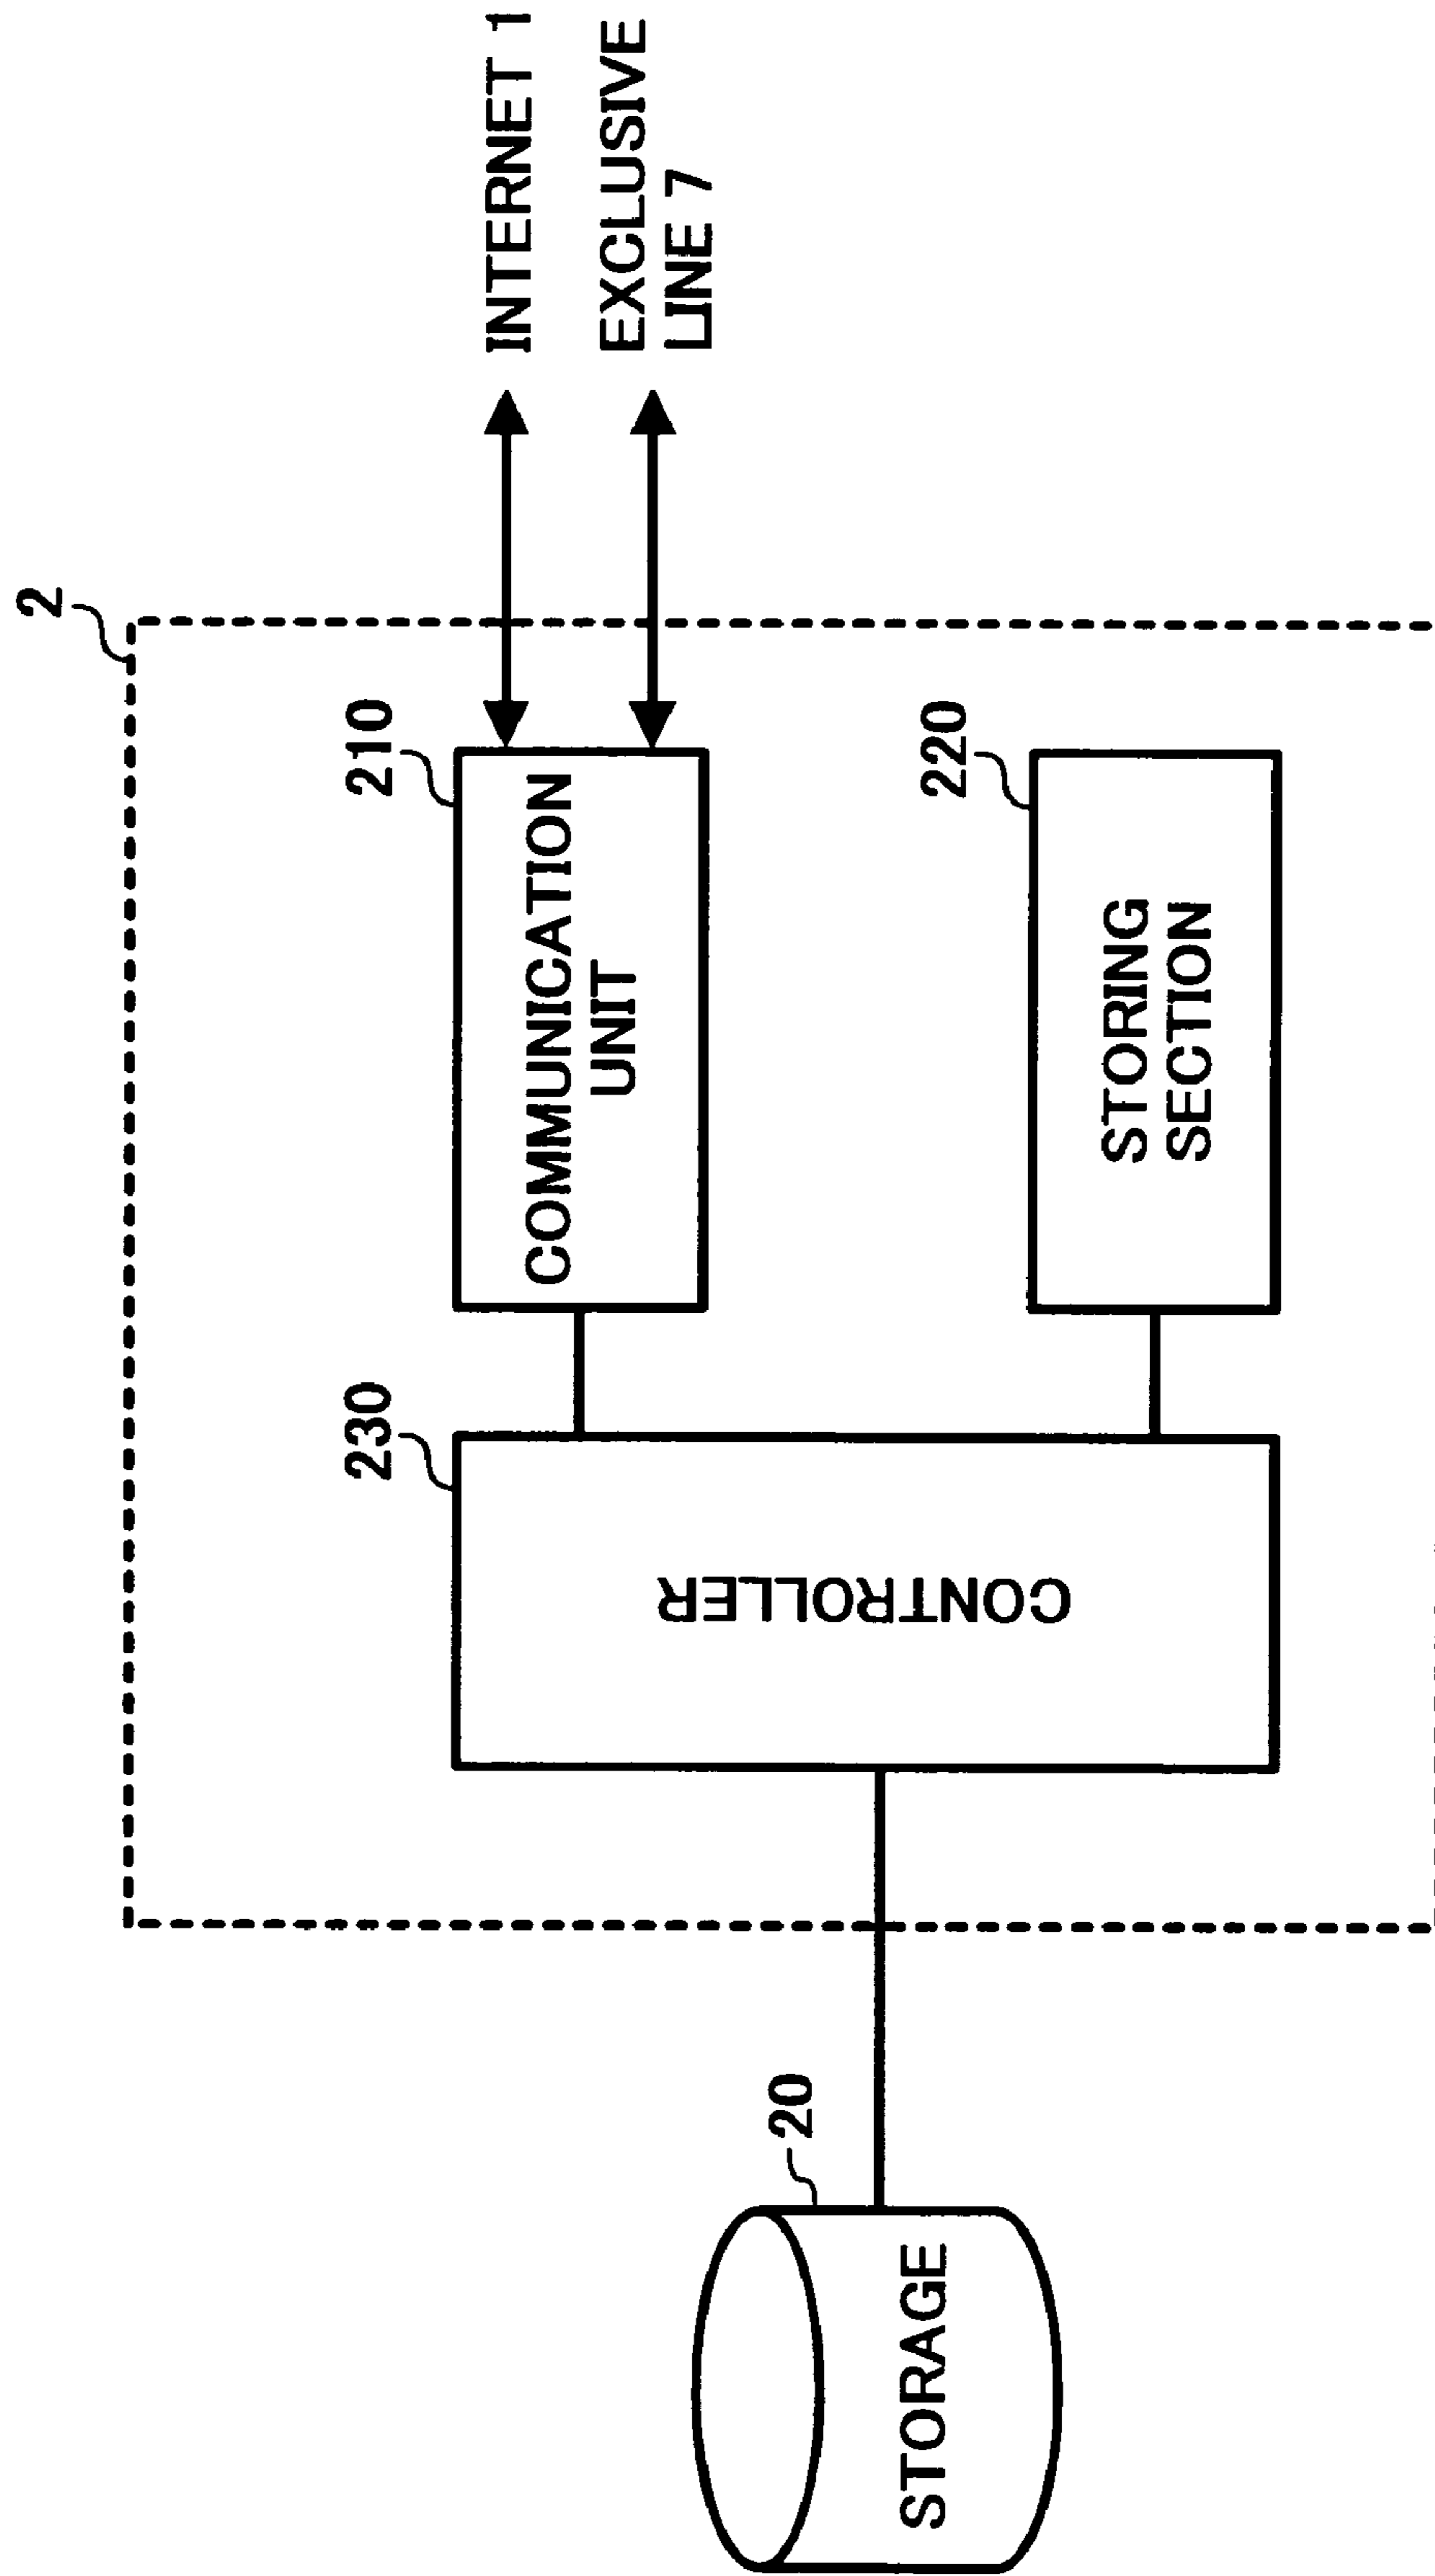 2
210
COMMUNICATION
UNIT
INTERNET 1
EXCLUSIVE
LINE 7
230
CONTROLLER
220
STORING
SECTION
20
STORAGE